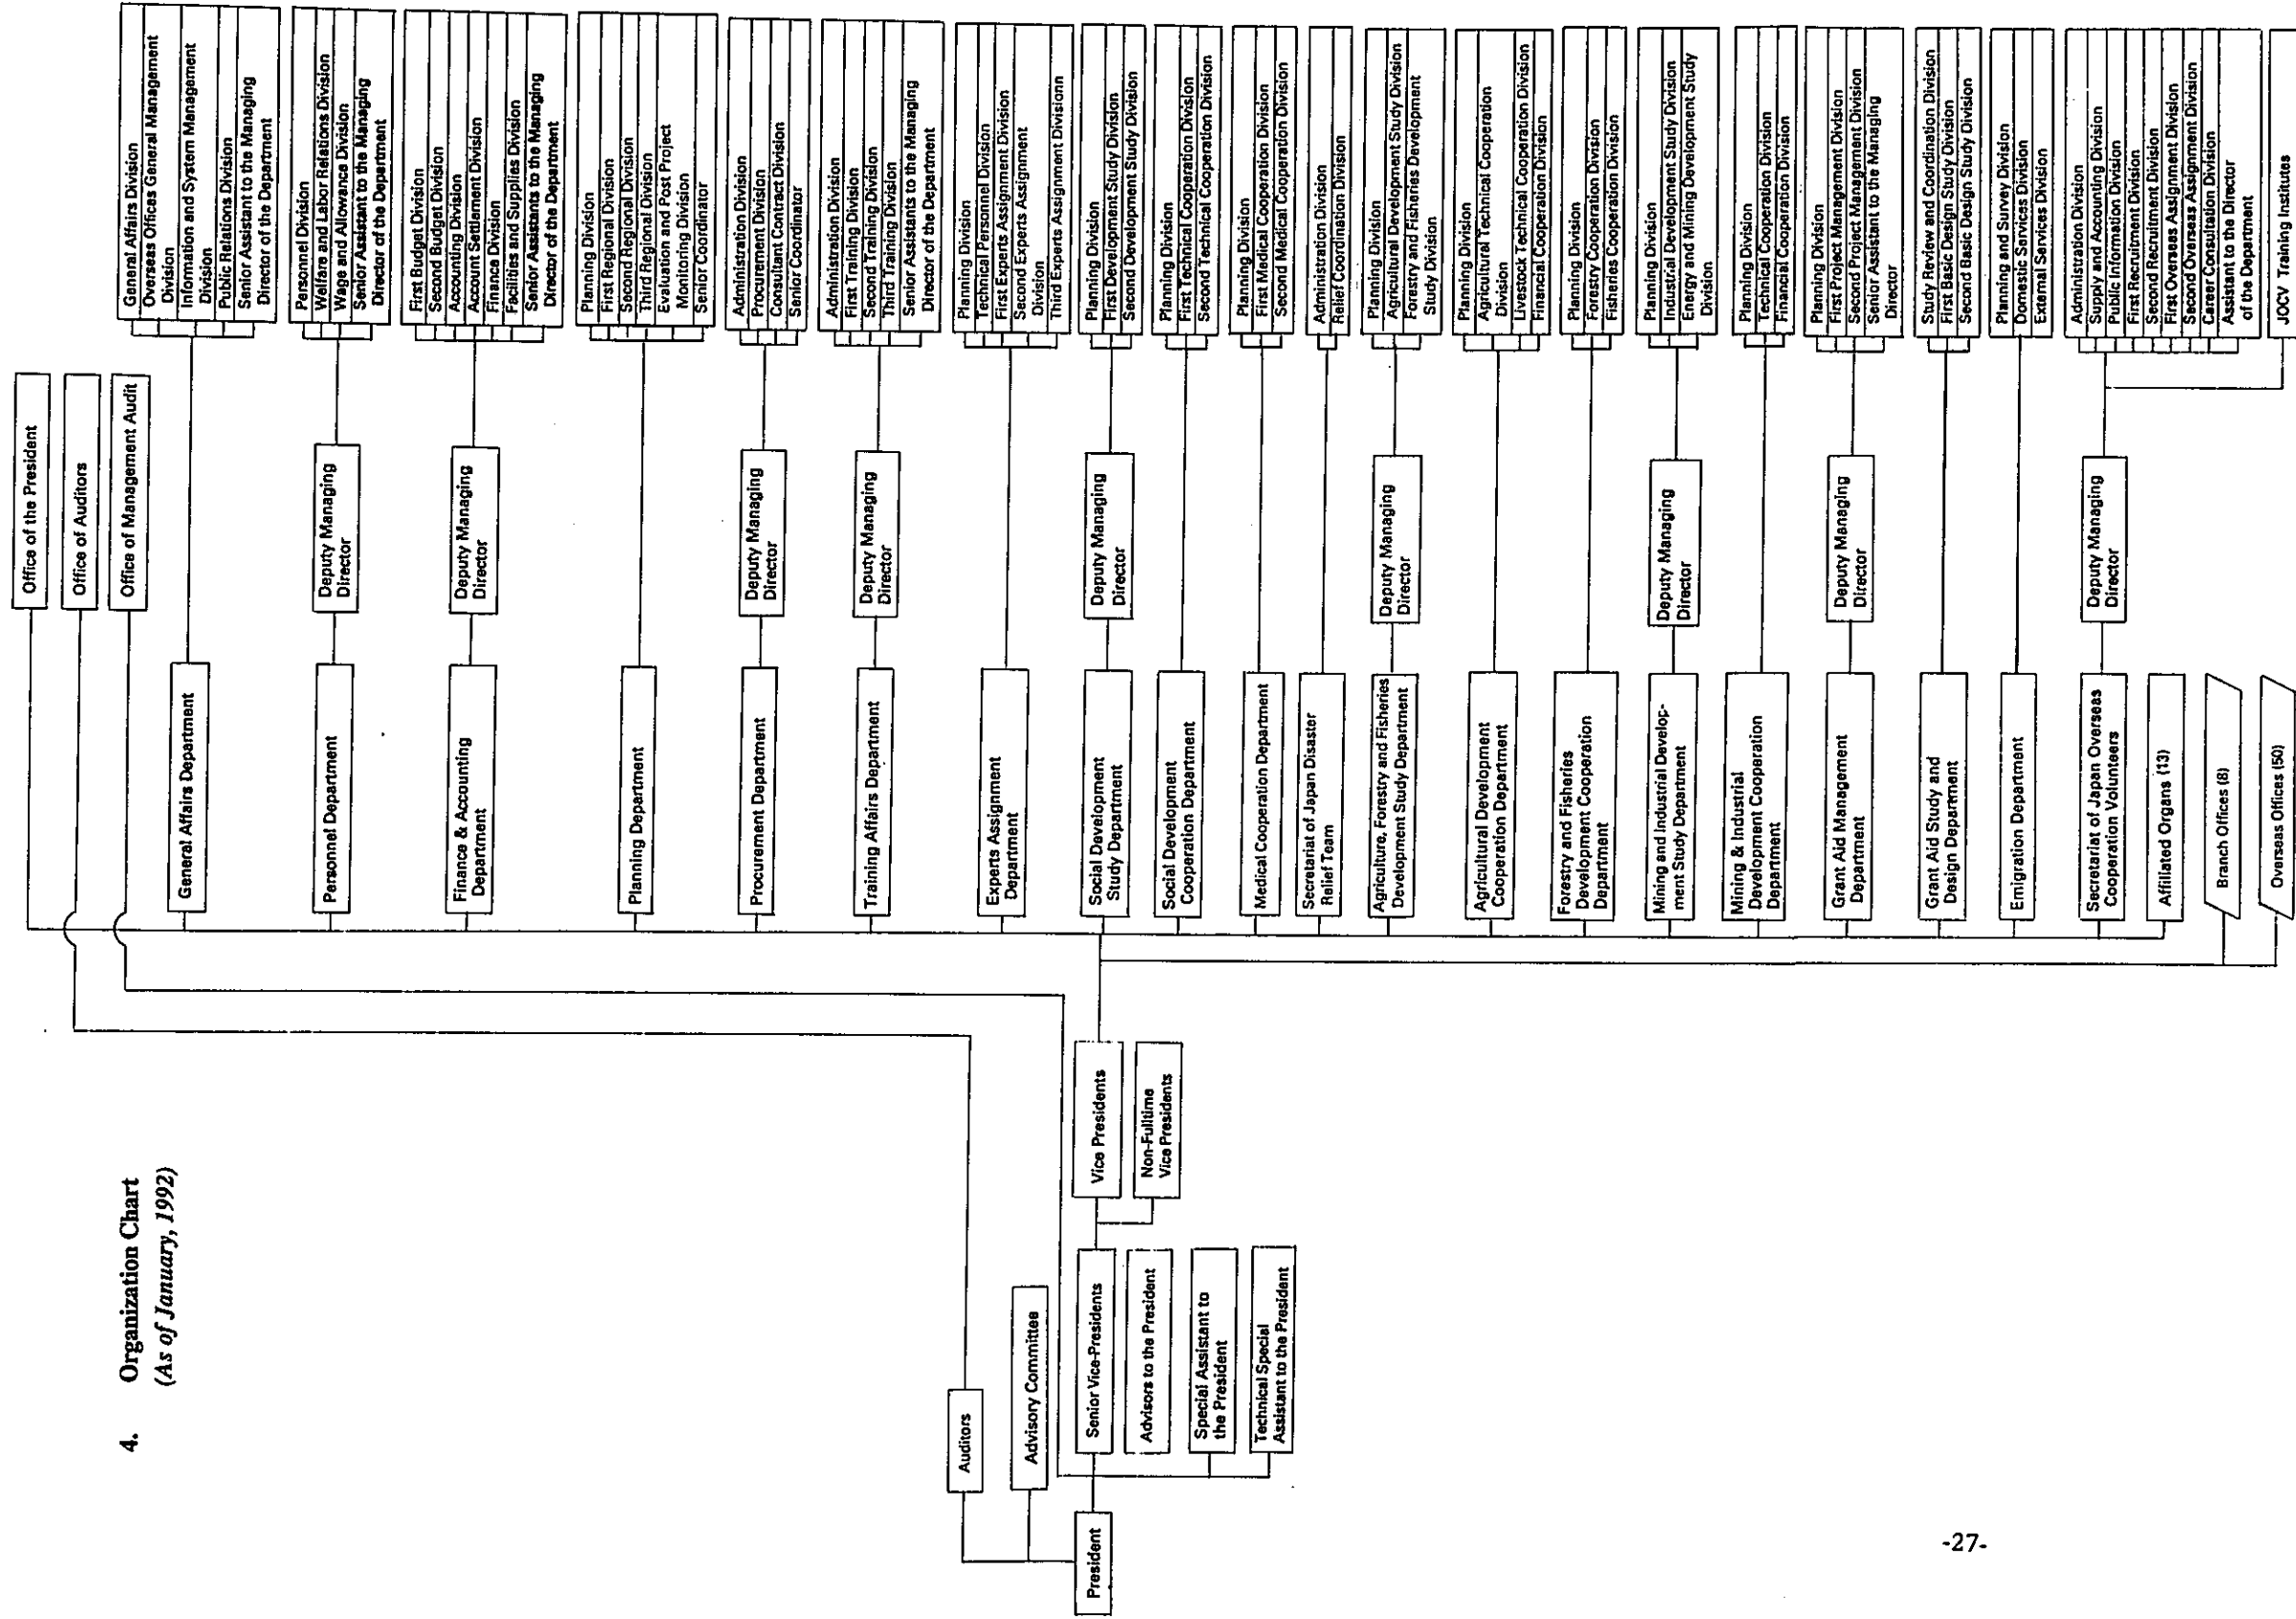 4. Organization Chart
(As of January, 1992)
President
Auditors
Advisory Committee
Senior Vice-Presidents
Advisors to the President
Special Assistant to
the President
Technical Special
Assistant to the President
Vice Presidents
Non-Fulltime
Vice Presidents
Office of the President
Office of Auditors
Office of Management Audit
General Affairs Department
General Affairs Division
Overseas Offices General Management
Division
Information and System Management
Division
Public Relations Division
Senior Assistant to the Managing
Director of the Department
Personnel Department
Deputy Managing
Director
Personnel Division
Welfare and Labor Relations Division
Wage and Allowance Division
Senior Assistant to the Managing
Director of the Department
Finance & Accounting
Department
Deputy Managing
Director
First Budget Division
Second Budget Division
Accounting Division
Account Settlement Division
Finance Division
Facilities and Supplies Division
Senior Assistants to the Managing
Director of the Department
Planning Department
Planning Division
First Regional Division
Second Regional Division
Third Regional Division
Evaluation and Post Project
Monitoring Division
Senior Coordinator
Procurement Department
Deputy Managing
Director
Administration Division
Procurement Division
Consultant Contract Division
Senior Coordinator
Training Affairs Department
Deputy Managing
Director
Administration Division
First Training Division
Second Training Division
Third Training Division
Senior Assistants to the Managing
Director of the Department
Experts Assignment
Department
Planning Division
Technical Personnel Division
First Experts Assignment Division
Second Experts Assignment
Division
Third Experts Assignment Divisionn
Social Development
Study Department
Deputy Managing
Director
Planning Division
First Development Study Division
Second Development Study Division
Social Development
Cooperation Department
Planning Division
First Technical Cooperation Division
Second Technical Cooperation Division
Medical Cooperation Department
Planning Division
First Medical Cooperation Division
Second Medical Cooperation Division
Secretariat of Japan Disaster
Relief Team
Administration Division
Relief Coordination Division
Agriculture, Forestry and Fisheries
Development Study Department
Deputy Managing
Director
Planning Division
Agricultural Development Study Division
Forestry and Fisheries Development
Study Division
Agricultural Development
Cooperation Department
Planning Division
Agricultural Technical Cooperation
Division
Livestock Technical Cooperation Division
Financial Cooperation Division
Forestry and Fisheries
Development Cooperation
Department
Planning Division
Forestry Cooperation Division
Fisheries Cooperation Division
Mining and Industrial Develop-
ment Study Department
Deputy Managing
Director
Planning Division
Industrial Development Study Division
Energy and Mining Development Study
Division
Mining & Industrial
Development Cooperation
Department
Planning Division
Technical Cooperation Division
Financial Cooperation Division
Grant Aid Management
Department
Deputy Managing
Director
Planning Division
First Project Management Division
Second Project Management Division
Senior Assistant to the Managing
Director
Grant Aid Study and
Design Department
Study Review and Coordination Division
First Basic Design Study Division
Second Basic Design Study Division
Emigration Department
Planning and Survey Division
Domestic Services Division
External Services Division
Secretariat of Japan Overseas
Cooperation Volunteers
Deputy Managing
Director
Administration Division
Supply and Accounting Division
Public Information Division
First Recruitment Division
Second Recruitment Division
First Overseas Assignment Division
Second Overseas Assignment Division
Career Consultation Division
Assistant to the Director
of the Department
JOCV Training Institutes
Affiliated Organs (13)
Branch Offices (8)
Overseas Offices (50)
-27-